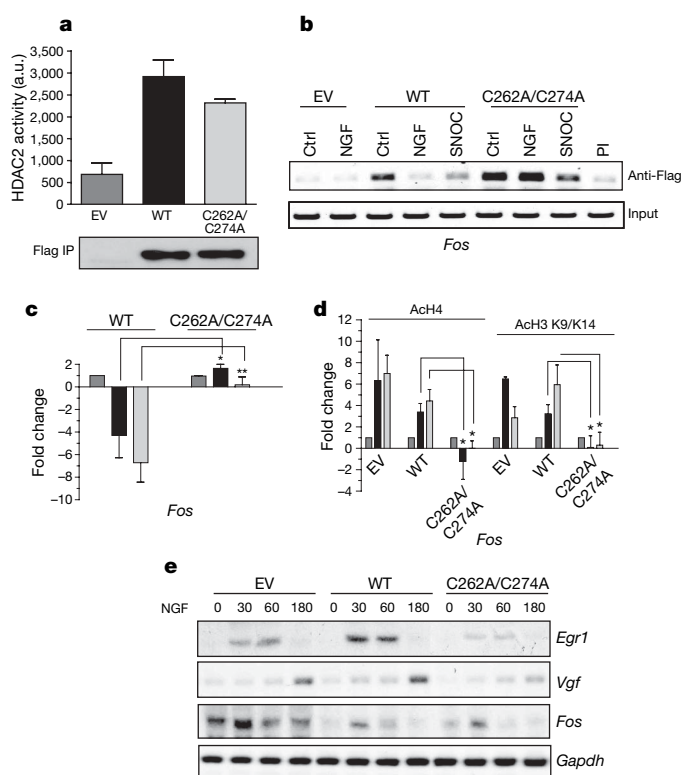 a
HDAC2 activity (a.u.)
3,500
3,000
2,500
2,000
1,500
1,000
500
0
EV
WT
C262A/
C274A
Flag IP
b
EV
WT
C262A/C274A
Ctrl
NGF
Ctrl
NGF
SNOC
Ctrl
NGF
SNOC
PI
Anti-Flag
Input
Fos
c
WT
C262A/C274A
Fold change
2
0
–2
–4
–6
–8
–10
*
**
Fos
d
AcH4
AcH3 K9/K14
Fold change
12
10
8
6
4
2
0
–2
–4
EV
WT
C262A/
C274A
* *
EV
WT
C262A/
C274A
* *
Fos
e
EV WT C262A/C274A
NGF 0 30 60 180 0 30 60 180 0 30 60 180
Egr1
Vgf
Fos
Gapdh